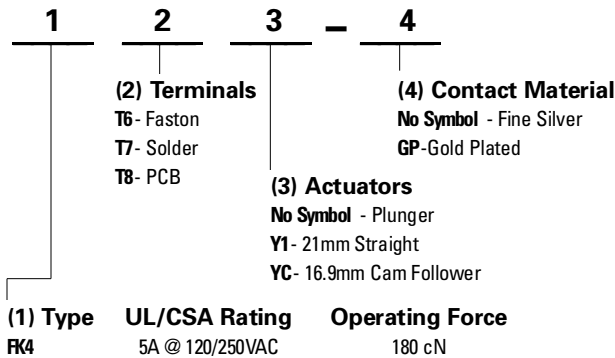 1 2 3 – 4
(2) Terminals
T6- Faston
T7- Solder
T8- PCB
(4) Contact Material
No Symbol - Fine Silver
GP-Gold Plated
(3) Actuators
No Symbol - Plunger
Y1- 21mm Straight
YC- 16.9mm Cam Follower
(1) Type UL/CSA Rating Operating Force
FK4 5A @ 120/250VAC 180 cN